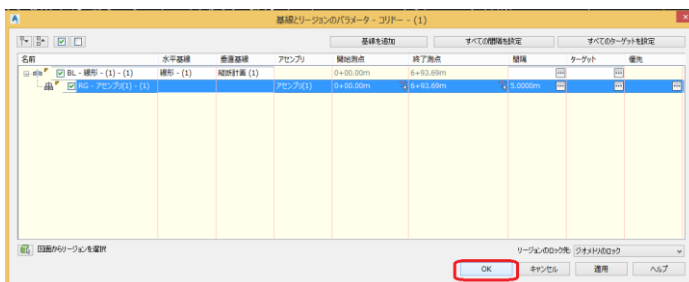 基線とリージョンのパラメータ - コリドー - (1)
基線を追加 すべての間隔を設定 すべてのターゲットを設定
名前 水平基線 垂直基線 アセンブリ 開始測点 終了測点 間隔 ターゲット 優先
BL - 線形 - (1) - (1) 線形 - (1) 縦断計画 (1) 0+00.00m 6+93.69m
RG - アセンブリ(1) - (1) アセンブリ(1) 0+00.00m 6+93.69m 5.0000m
図面からリージョンを選択
リージョンのロック先: ジオメトリのロック
OK キャンセル 適用 ヘルプ